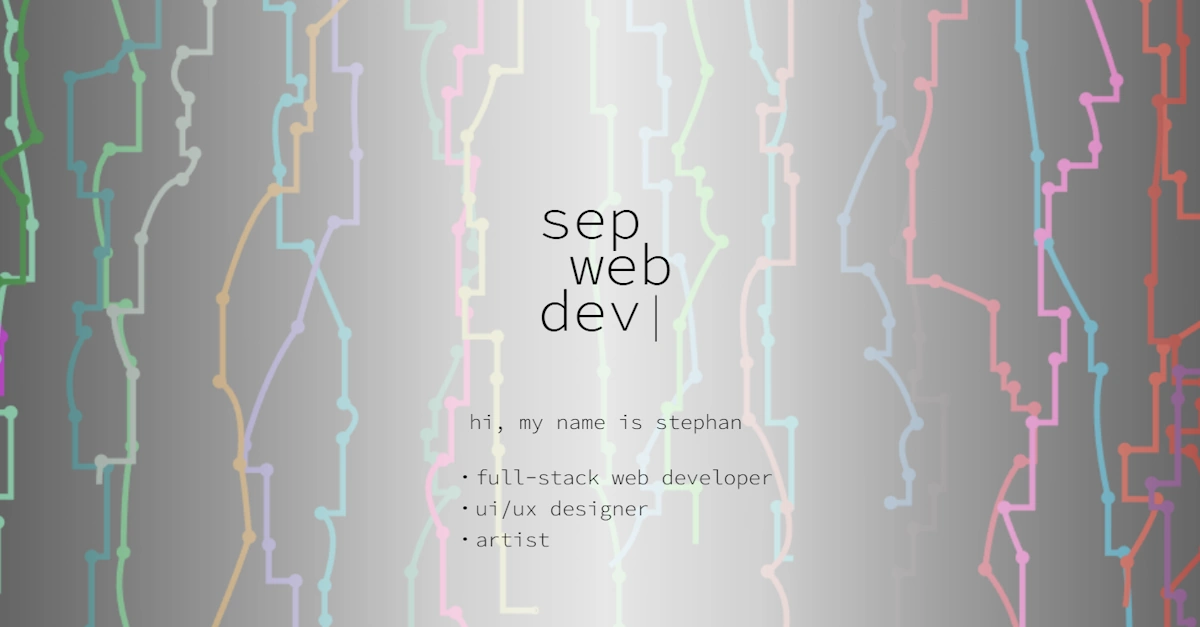 sep
web
dev|
hi, my name is stephan
·full-stack web developer
·ui/ux designer
·artist